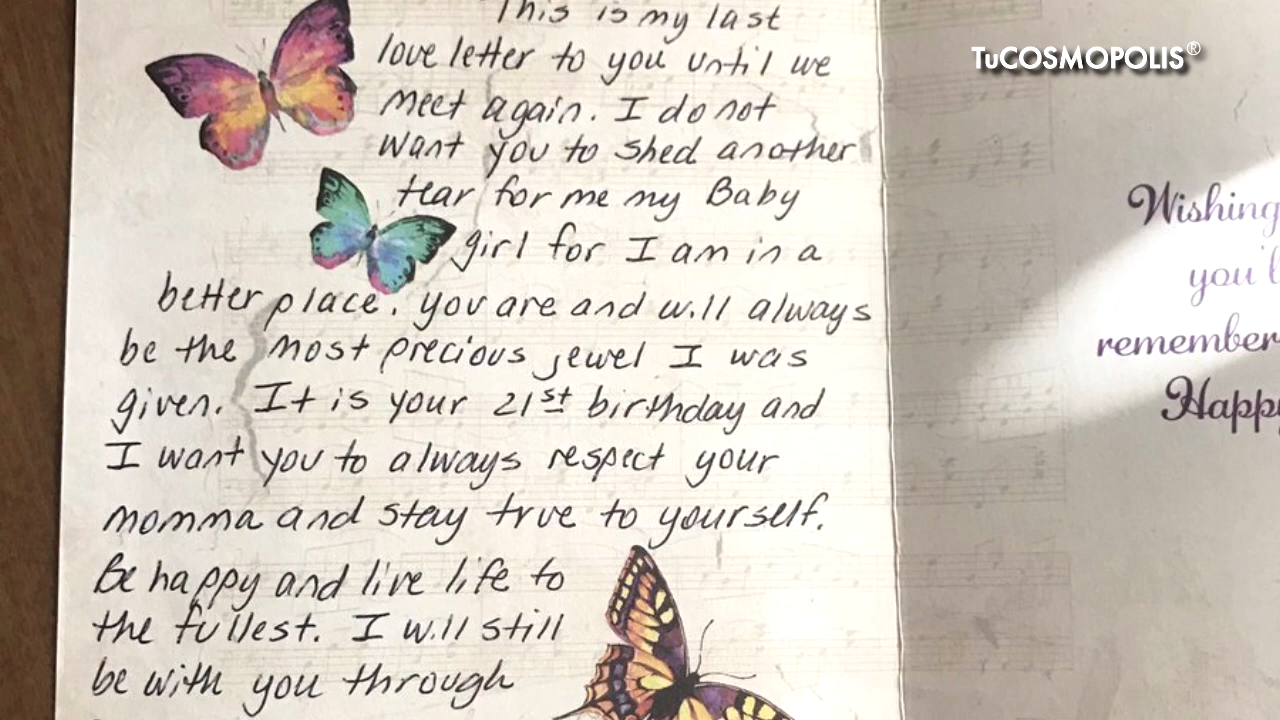 This is my last
love letter to you until we
meet again. I do not
want you to shed another
tear for me my Baby
girl for I am in a
better place. you are and will always
be the most precious jewel I was
given. It is your 21st birthday and
I want you to always respect your
momma and stay true to yourself.
Be happy and live life to
the fullest. I will still
be with you through
TuCOSMOPOLIS®
Wishing
you'l
remember
Happy